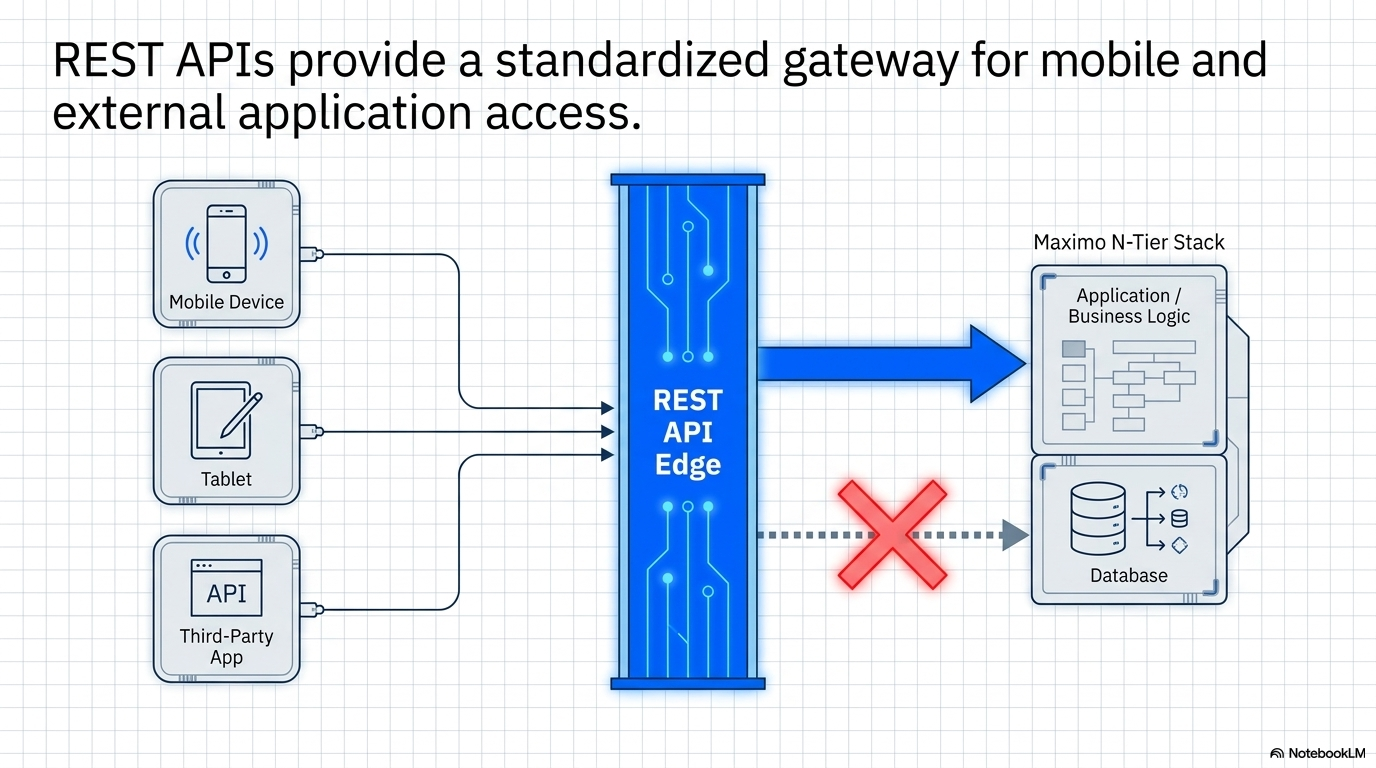 REST APIs provide a standardized gateway for mobile and
external application access.
Mobile Device
Tablet
API
Third-Party
App
REST
API
Edge
Maximo N-Tier Stack
Application /
Business Logic
Database
NotebookLM